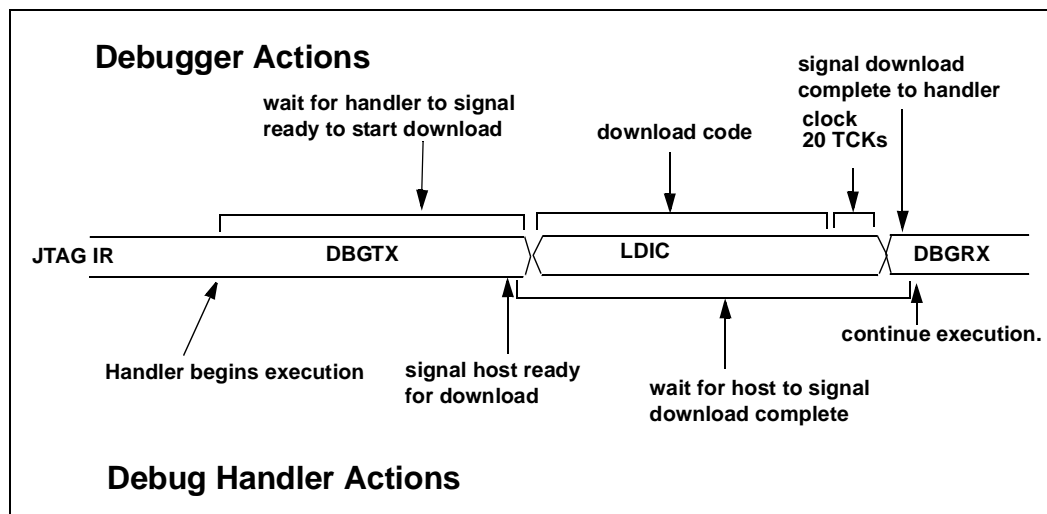 Debugger Actions
signal download
complete to handler
wait for handler to signal
ready to start download
clock
20 TCKs
download code
JTAG IR
DBGTX
LDIC
DBGRX
continue execution.
Handler begins execution
signal host ready
for download
wait for host to signal
download complete
Debug Handler Actions